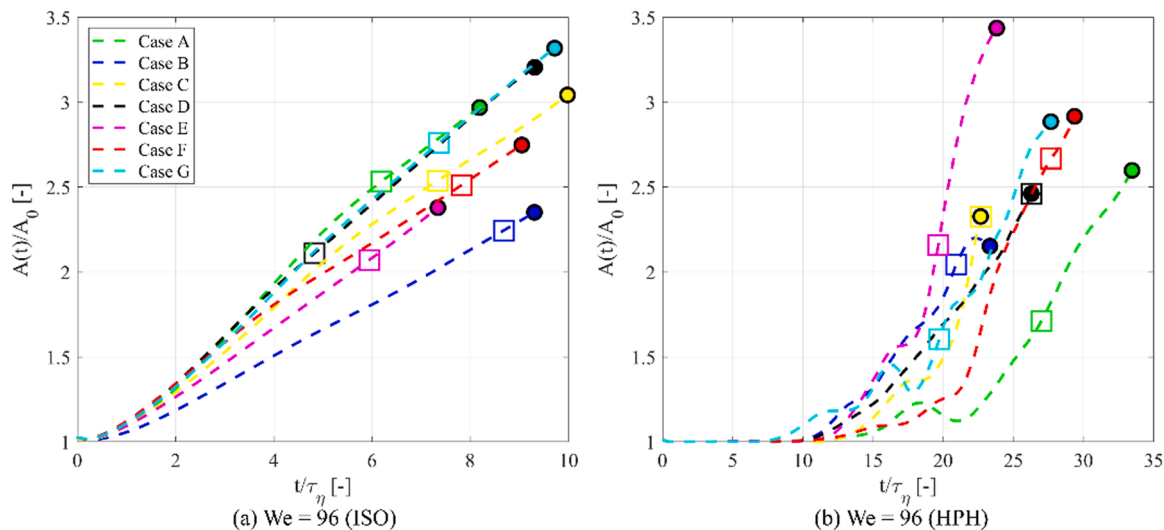 3.5
3
2.5
2
1.5
1
A(t)/A0 [-]
Case A
Case B
Case C
Case D
Case E
Case F
Case G
0 2 4 6 8 10
t/τη [-]
(a) We = 96 (ISO)
3.5
3
2.5
2
1.5
1
A(t)/A0 [-]
0 5 10 15 20 25 30 35
t/τη [-]
(b) We = 96 (HPH)